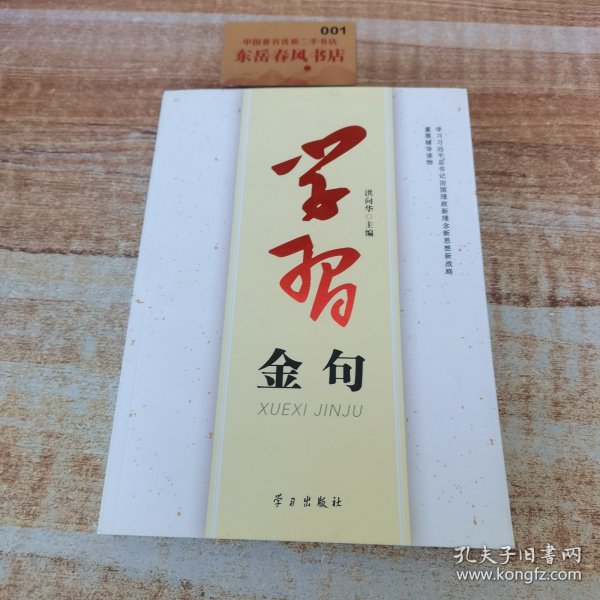 001
中国著名优质二手书店
东岳春风书店
学习习近平总书记治国理政新理念新思想新战略
重要辅导读物
学习
洪向华 主编
金句
XUEXI JINJU
学习出版社
孔夫子旧书网
www.kongfz.com